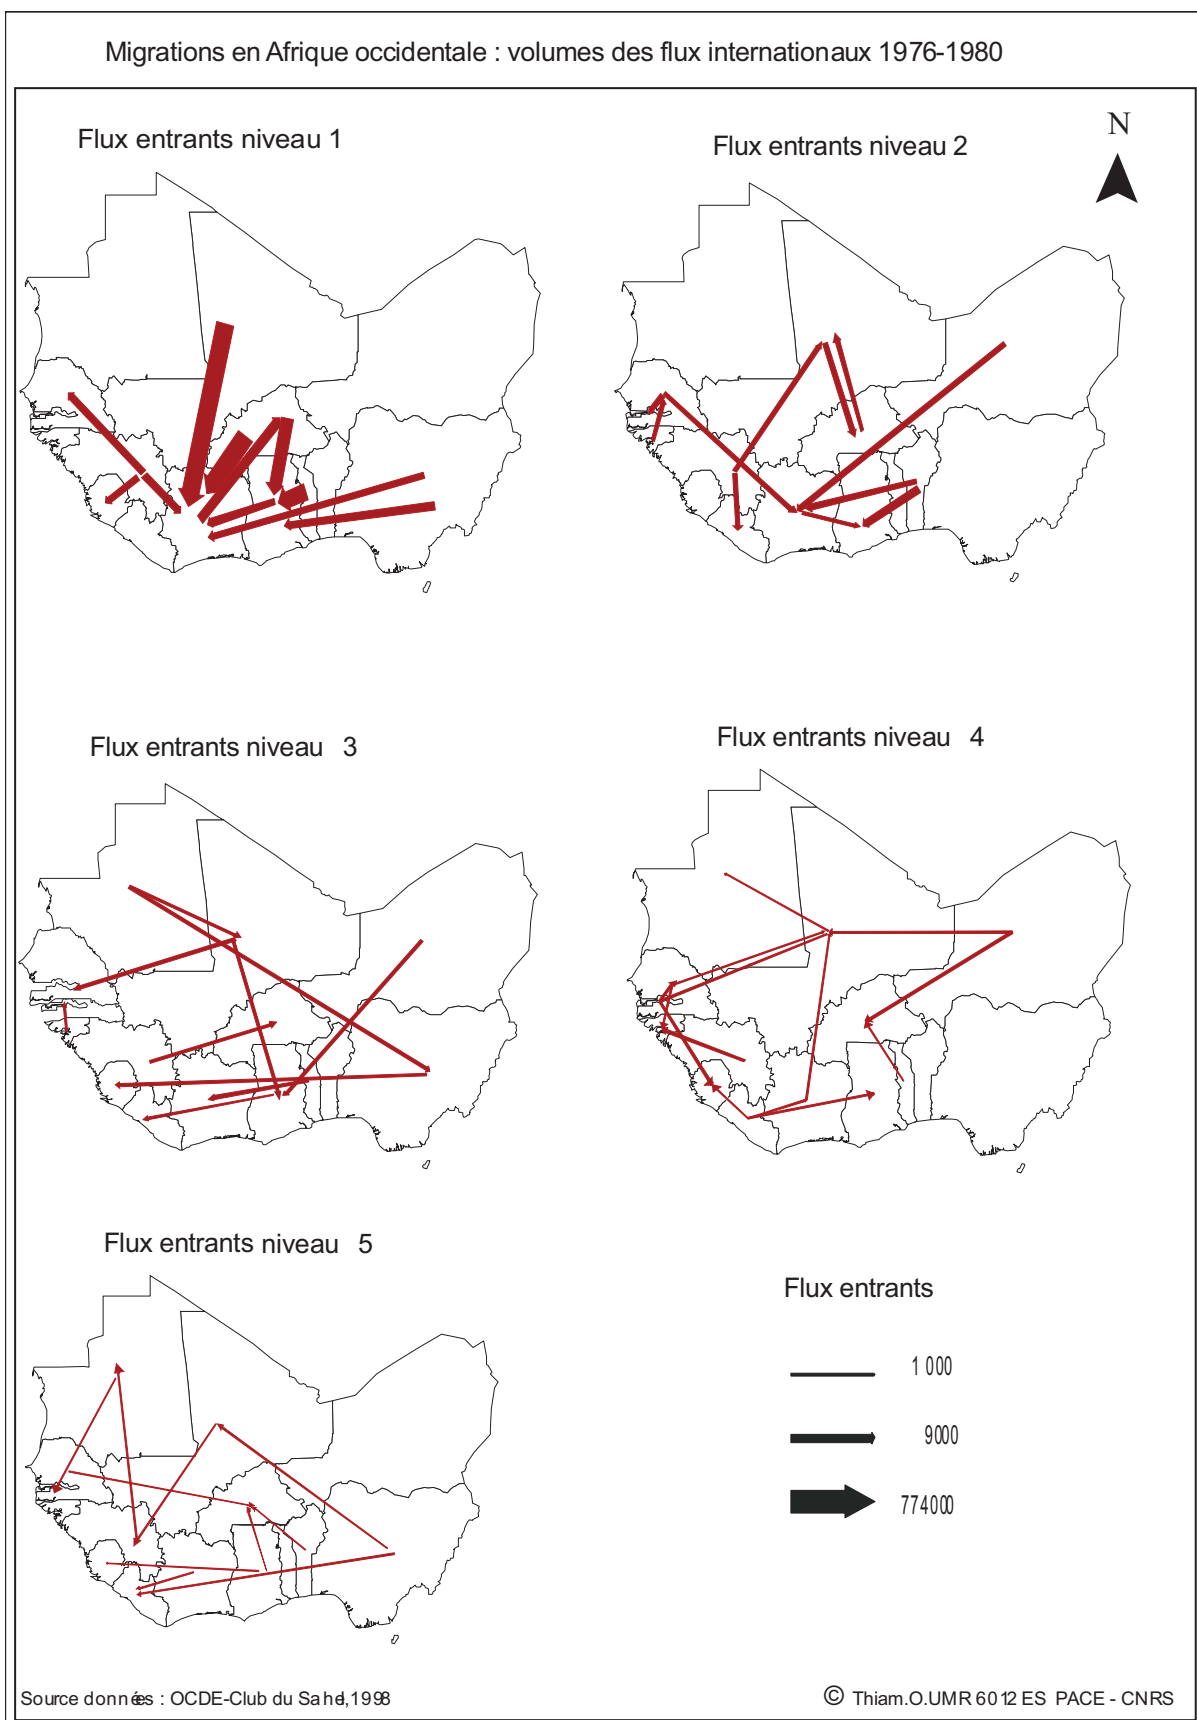 Migrations en Afrique occidentale : volumes des flux internationaux 1976-1980
Flux entrants niveau 1
Flux entrants niveau 2
N
Flux entrants niveau 3
Flux entrants niveau 4
Flux entrants niveau 5
Flux entrants
1 000
9000
774000
Source données : OCDE-Club du Sahel,1998
© Thiam.O.UMR 6012 ES PACE - CNRS